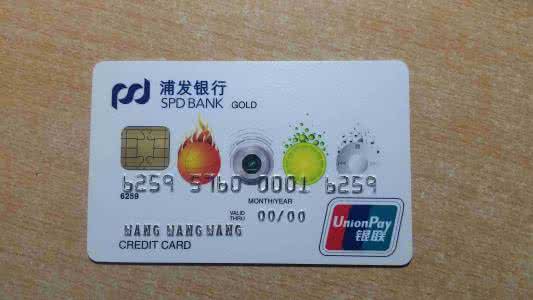 浦发银行
SPD BANK GOLD
6259 5760 0001 6259
6259
MONTH/YEAR
VALID THRU 00/00
WANG WANG WANG
CREDIT CARD
UnionPay
银联